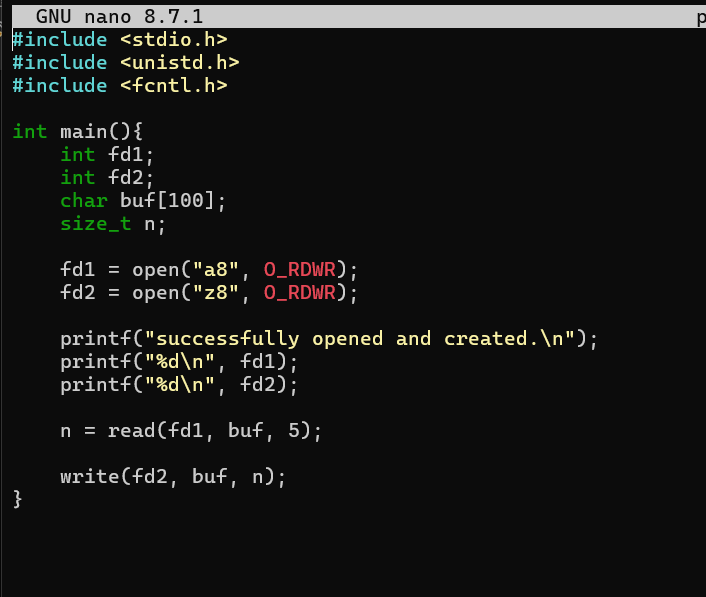 GNU nano 8.7.1 p
#include <stdio.h>
#include <unistd.h>
#include <fcntl.h>
int main(){
    int fd1;
    int fd2;
    char buf[100];
    size_t n;
    fd1 = open("a8", O_RDWR);
    fd2 = open("z8", O_RDWR);
    printf("successfully opened and created.\n");
    printf("%d\n", fd1);
    printf("%d\n", fd2);
    n = read(fd1, buf, 5);
    write(fd2, buf, n);
}